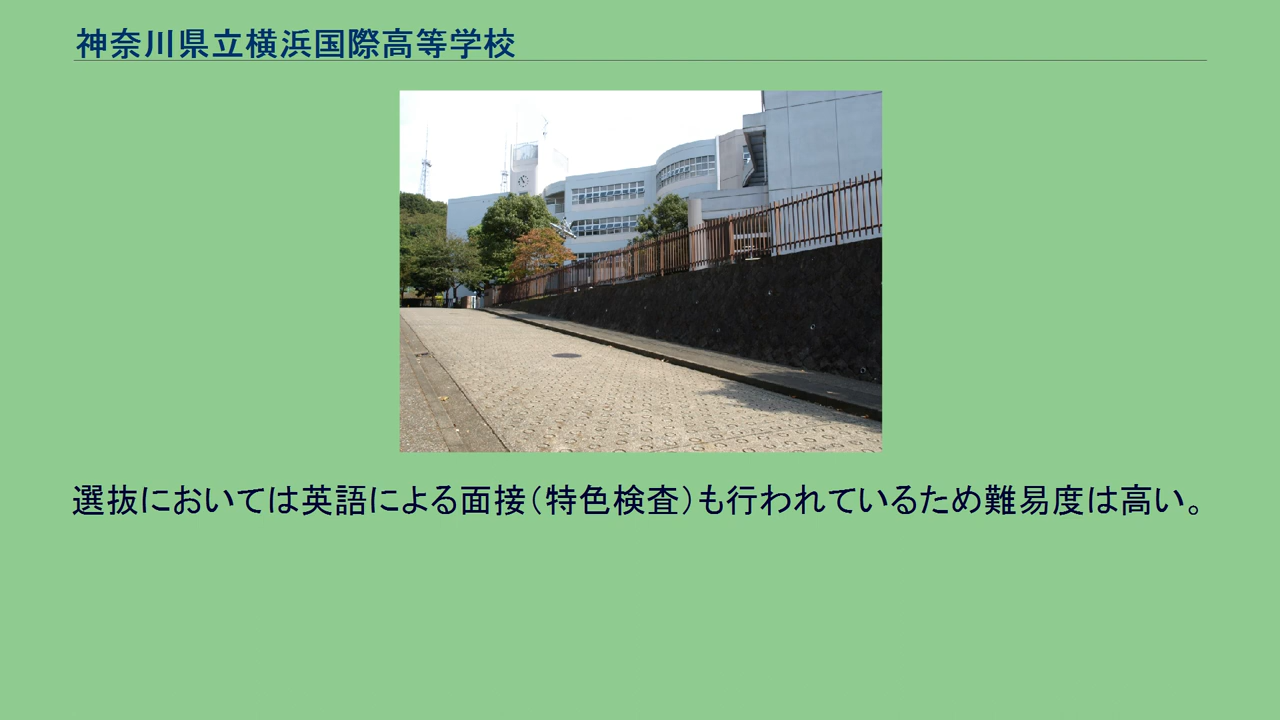 神奈川県立横浜国際高等学校
選抜においては英語による面接（特色検査）も行われているため難易度は高い。